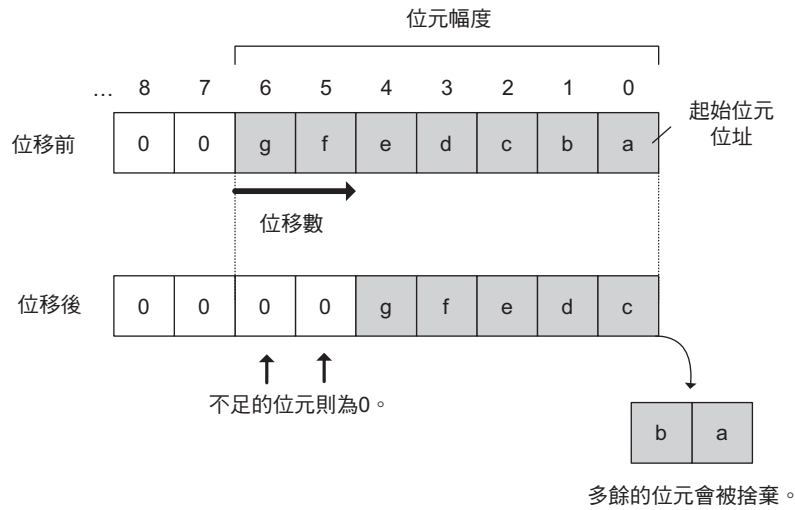 位元幅度
... 8 7 6 5 4 3 2 1 0
起始位元
位址
位移前 0 0 g f e d c b a
位移數
位移後 0 0 0 0 g f e d c
不足的位元則為0。
b a
多餘的位元會被捨棄。